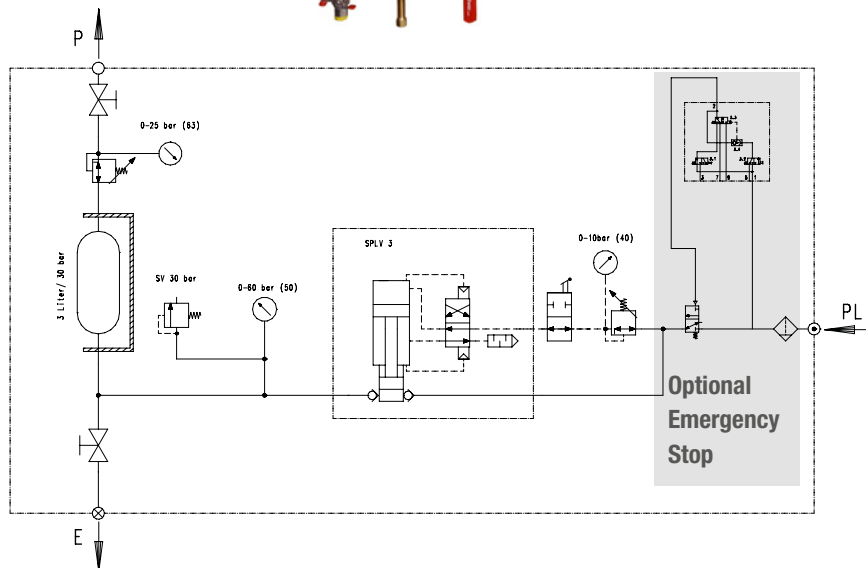 P
0-25 bar (63)
3 Liter/ 30 bar
SV 30 bar
0-60 bar (50)
SPLV 3
0-10bar (40)
PL
Optional
Emergency
Stop
E